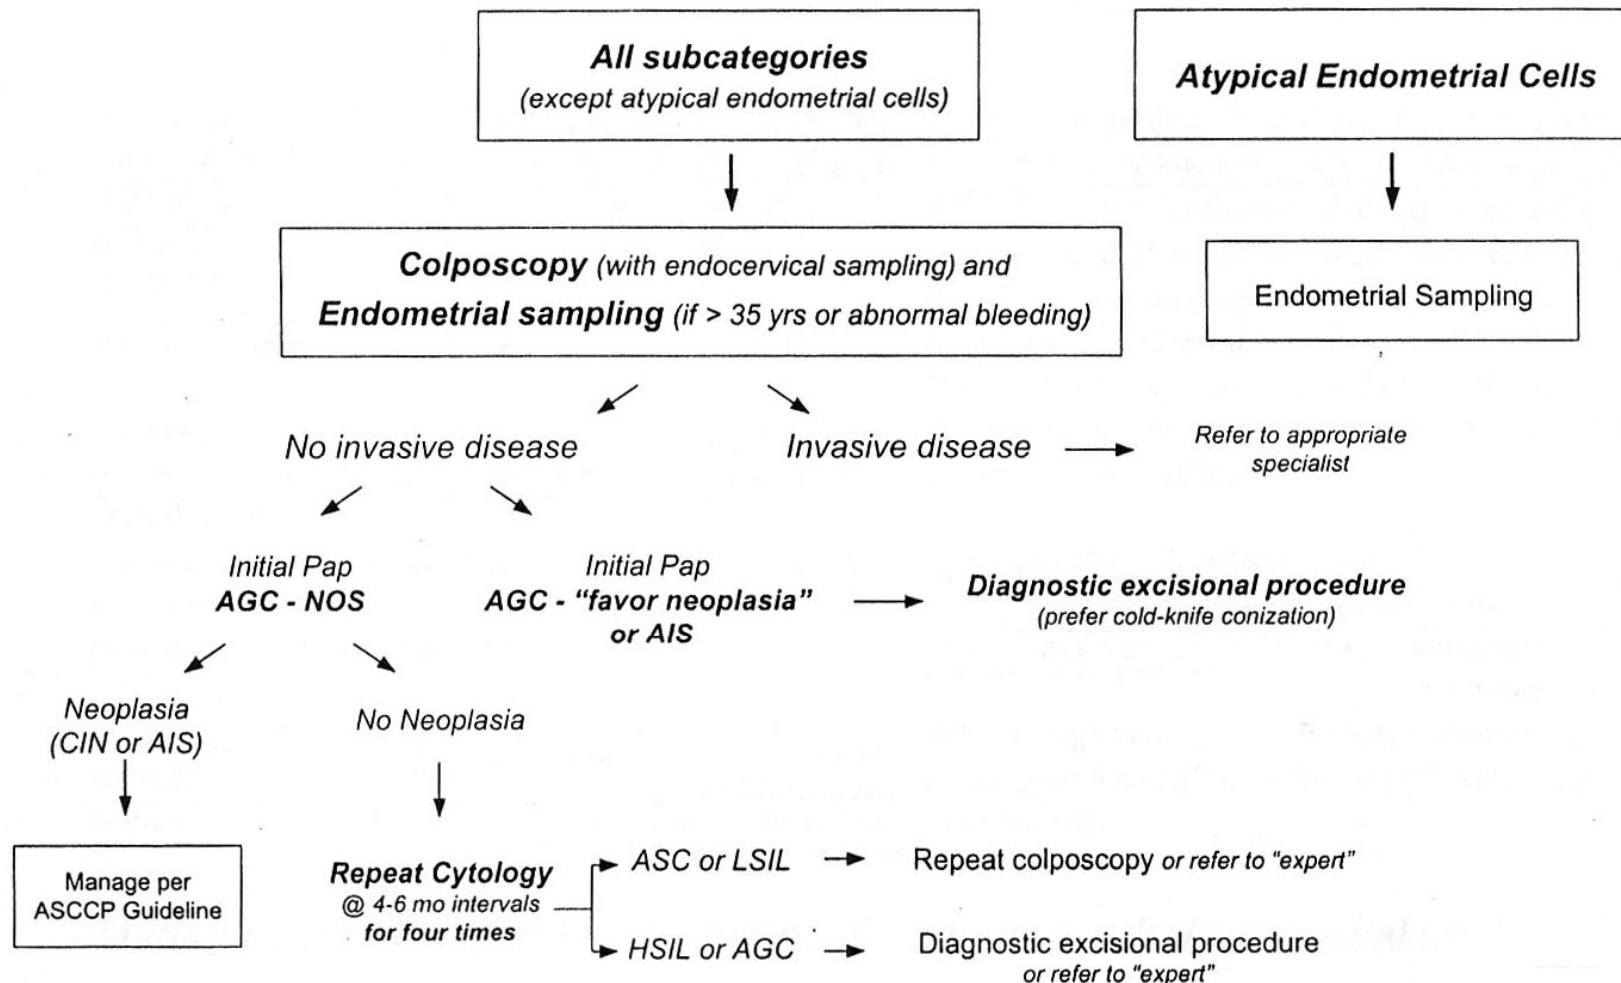 All subcategories
(except atypical endometrial cells)
Atypical Endometrial Cells
Colposcopy (with endocervical sampling) and
Endometrial sampling (if > 35 yrs or abnormal bleeding)
Endometrial Sampling
No invasive disease
Invasive disease
Refer to appropriate
specialist
Initial Pap
AGC - NOS
Initial Pap
AGC - “favor neoplasia”
or AIS
Diagnostic excisional procedure
(prefer cold-knife conization)
Neoplasia
(CIN or AIS)
No Neoplasia
Manage per
ASCCP Guideline
Repeat Cytology
@ 4-6 mo intervals
for four times
ASC or LSIL
Repeat colposcopy or refer to “expert”
HSIL or AGC
Diagnostic excisional procedure
or refer to “expert”